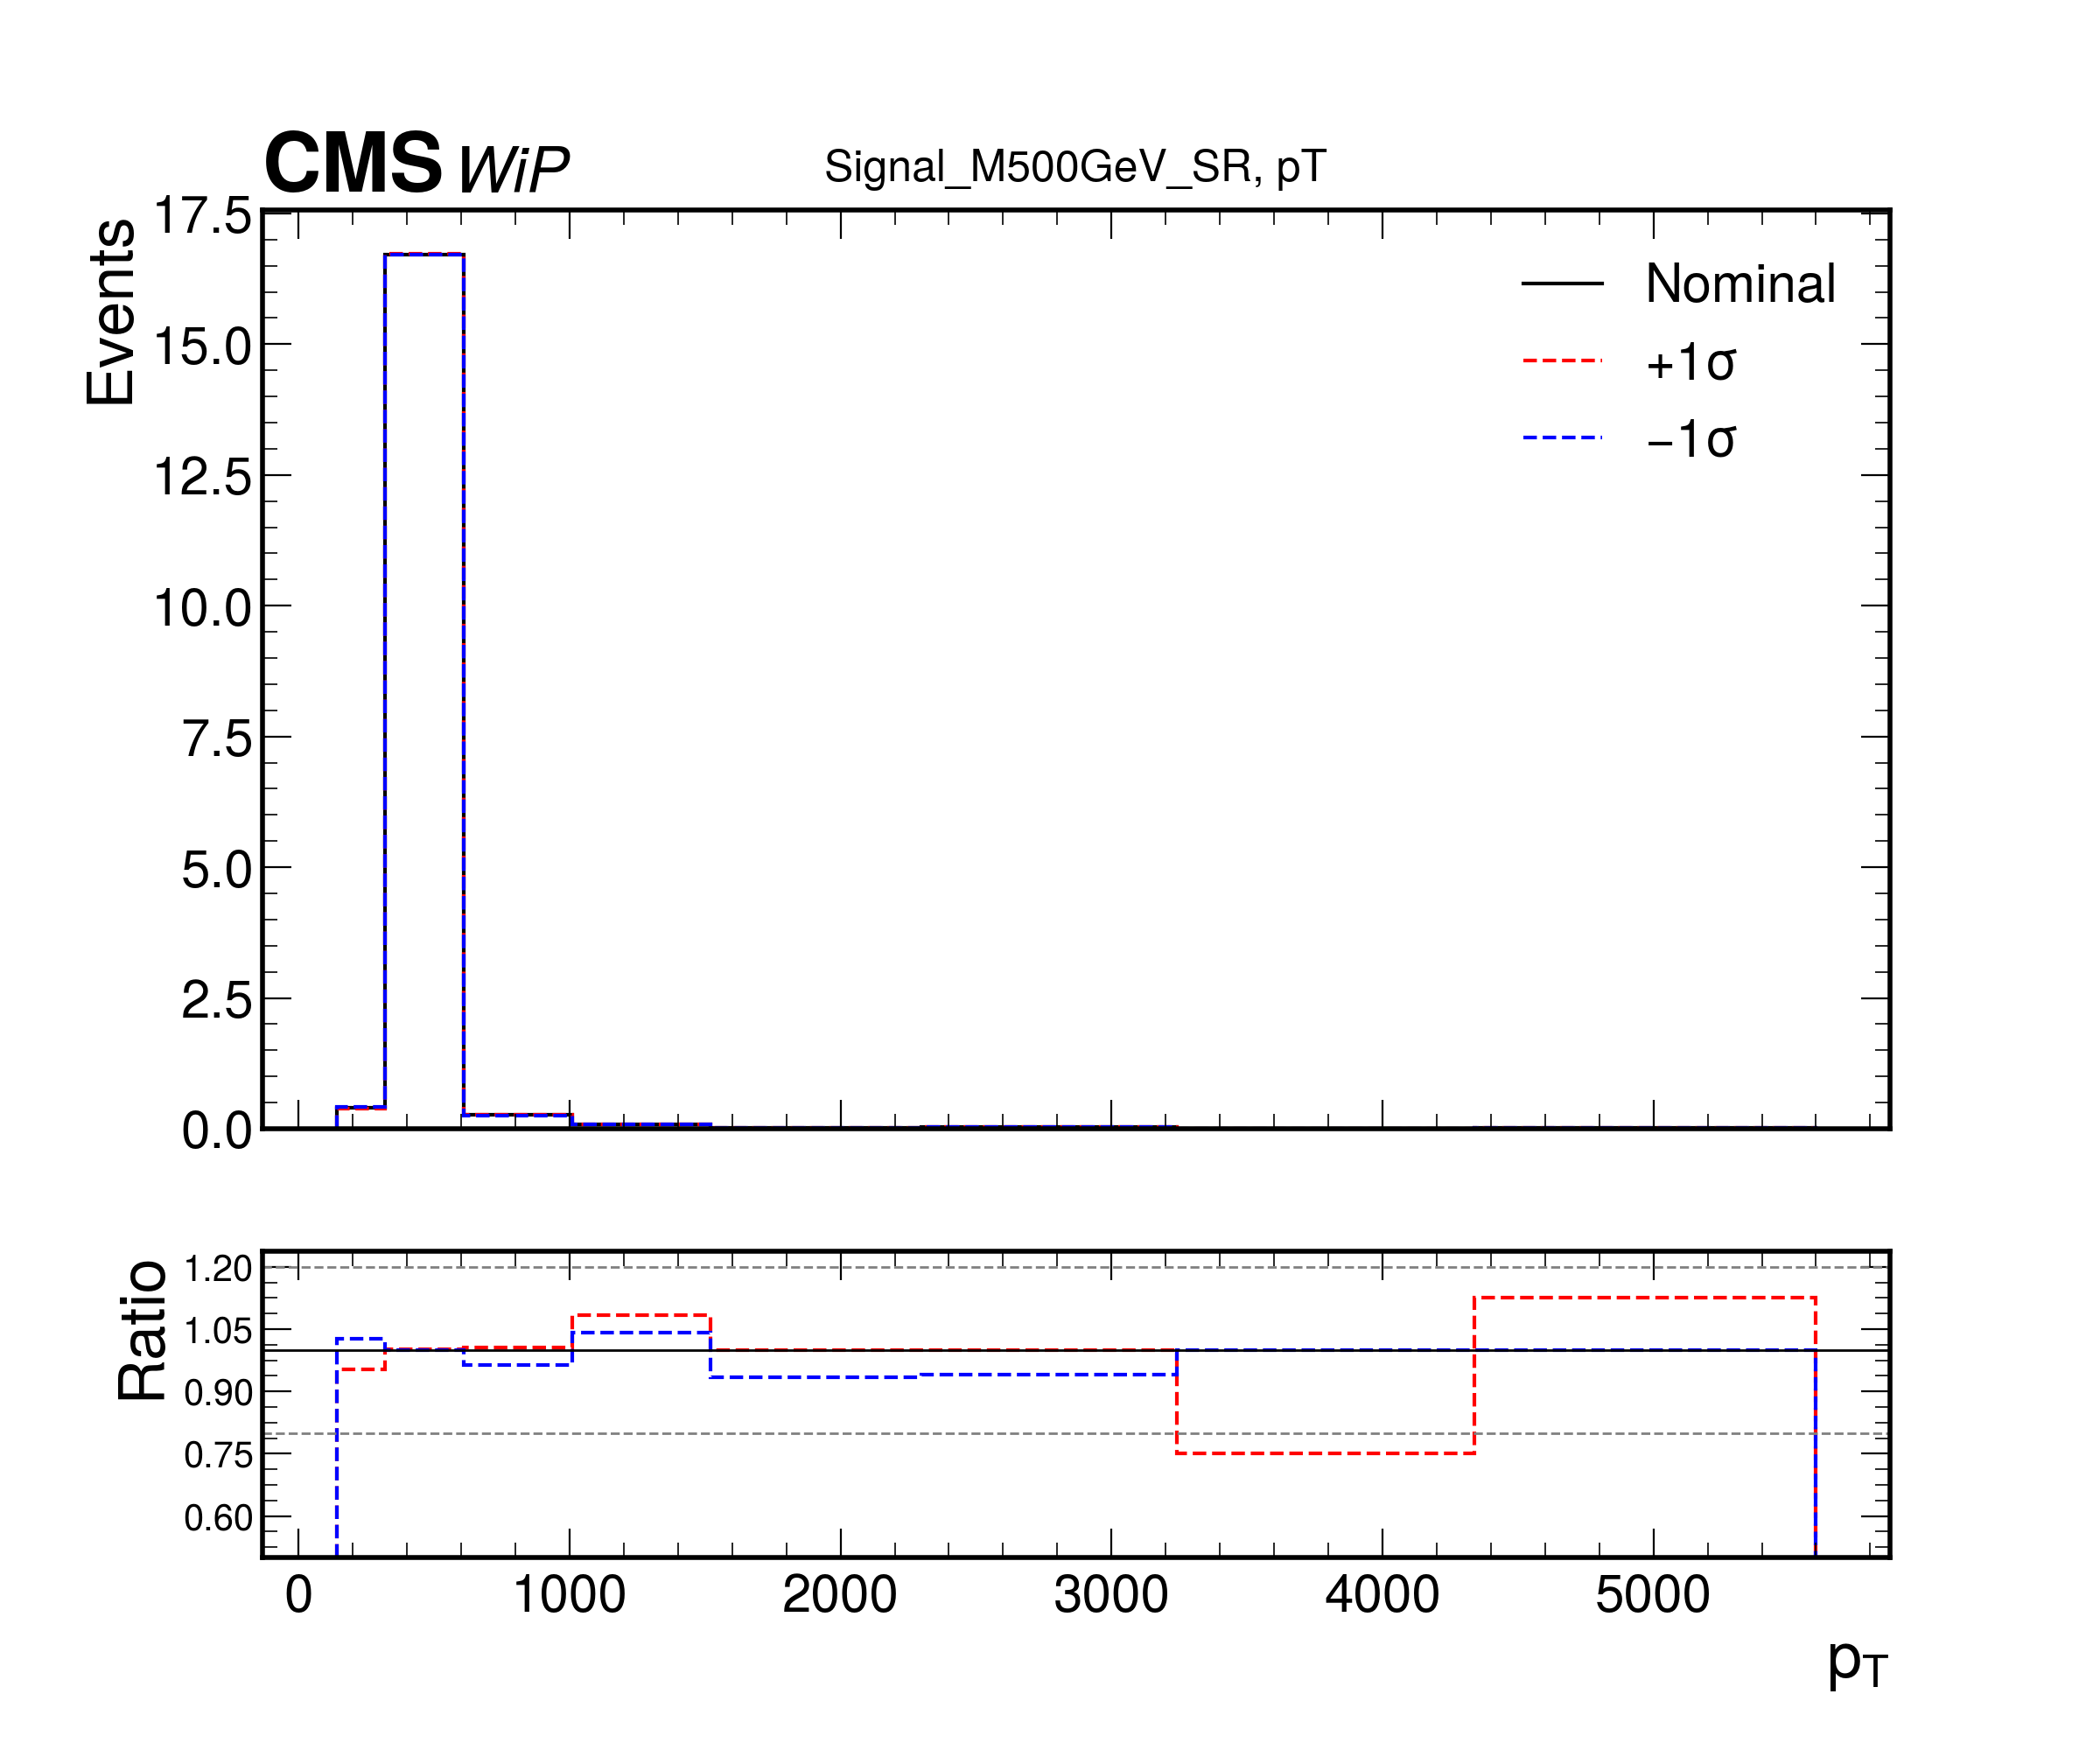 CMS WiP
Signal_M500GeV_SR, pT
Events
17.5
15.0
12.5
10.0
7.5
5.0
2.5
0.0
Nominal
+1σ
−1σ
Ratio
1.20
1.05
0.90
0.75
0.60
0 1000 2000 3000 4000 5000
pT